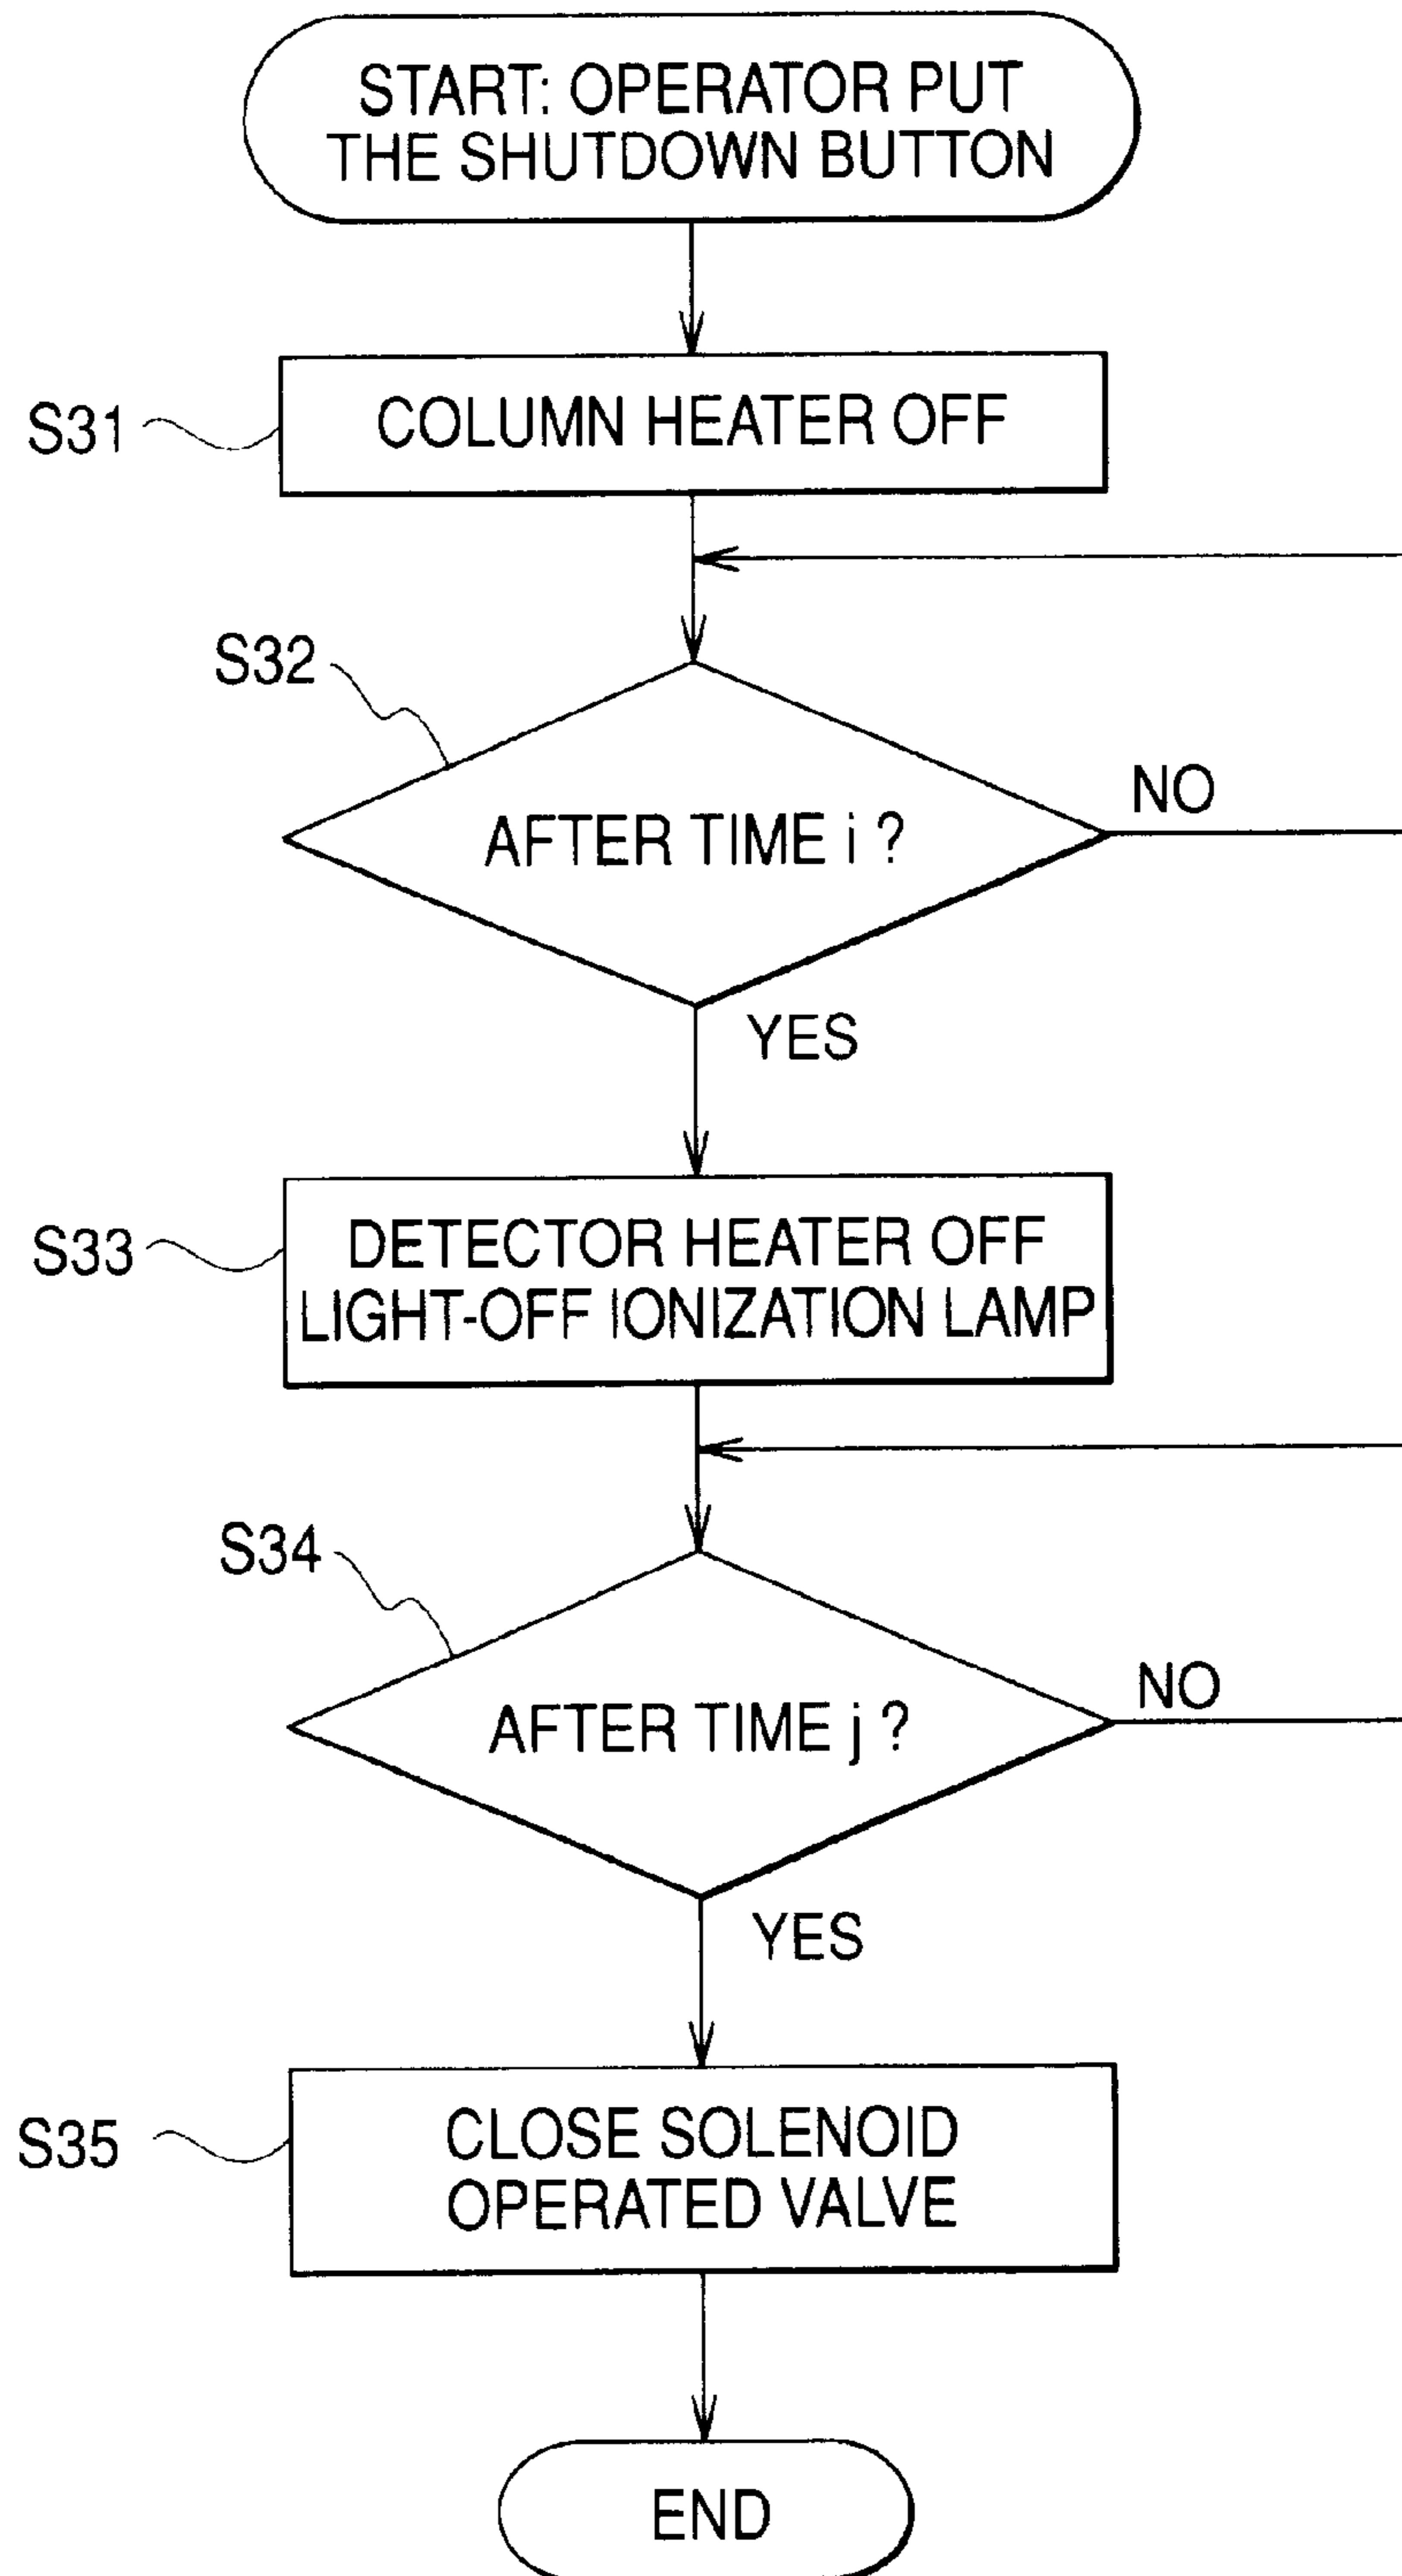 START: OPERATOR PUT
THE SHUTDOWN BUTTON
S31
COLUMN HEATER OFF
S32
AFTER TIME i ?
NO
YES
S33
DETECTOR HEATER OFF
LIGHT-OFF IONIZATION LAMP
S34
AFTER TIME j ?
NO
YES
S35
CLOSE SOLENOID
OPERATED VALVE
END